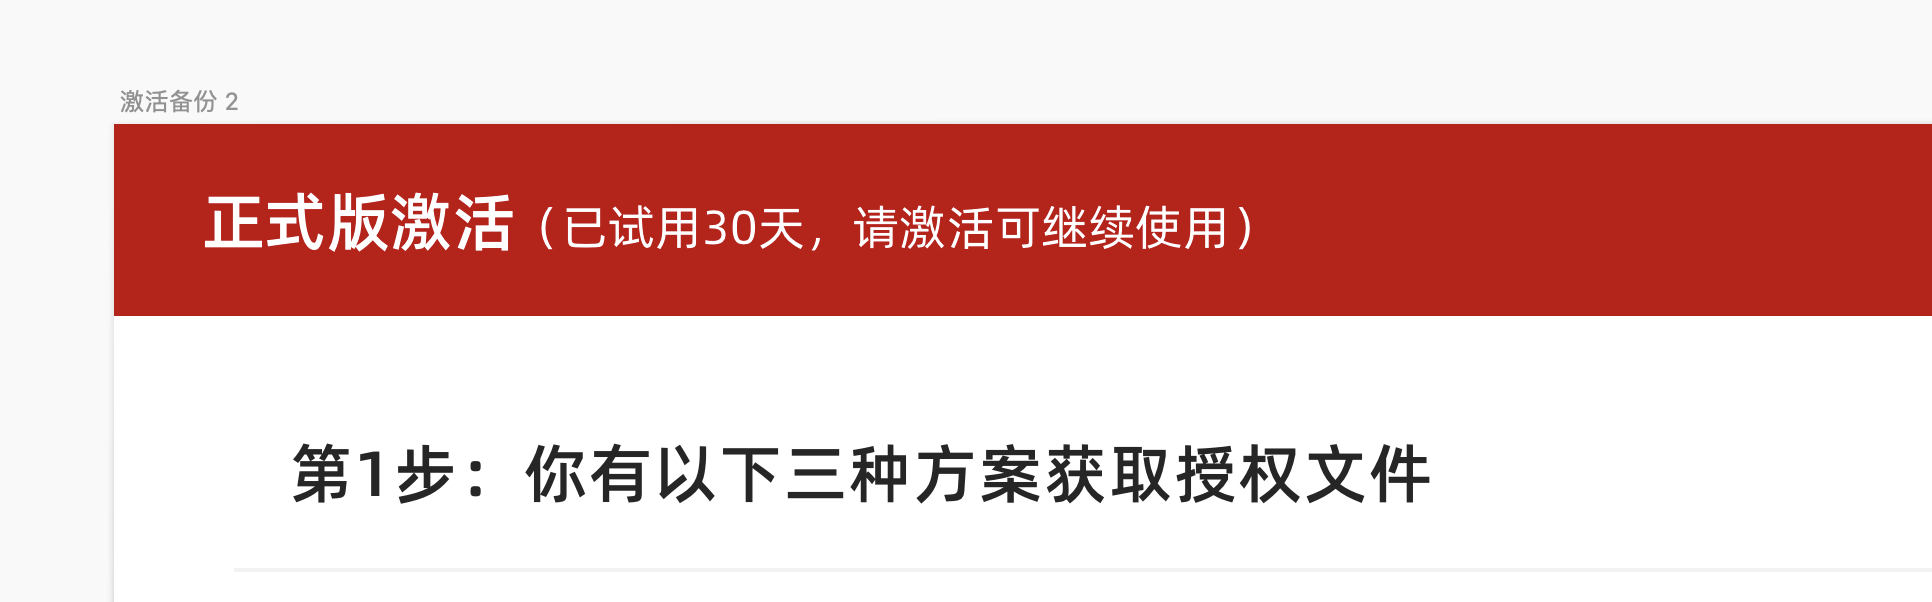 激活备份 2
正式版激活（已试用30天，请激活可继续使用）
第1步：你有以下三种方案获取授权文件